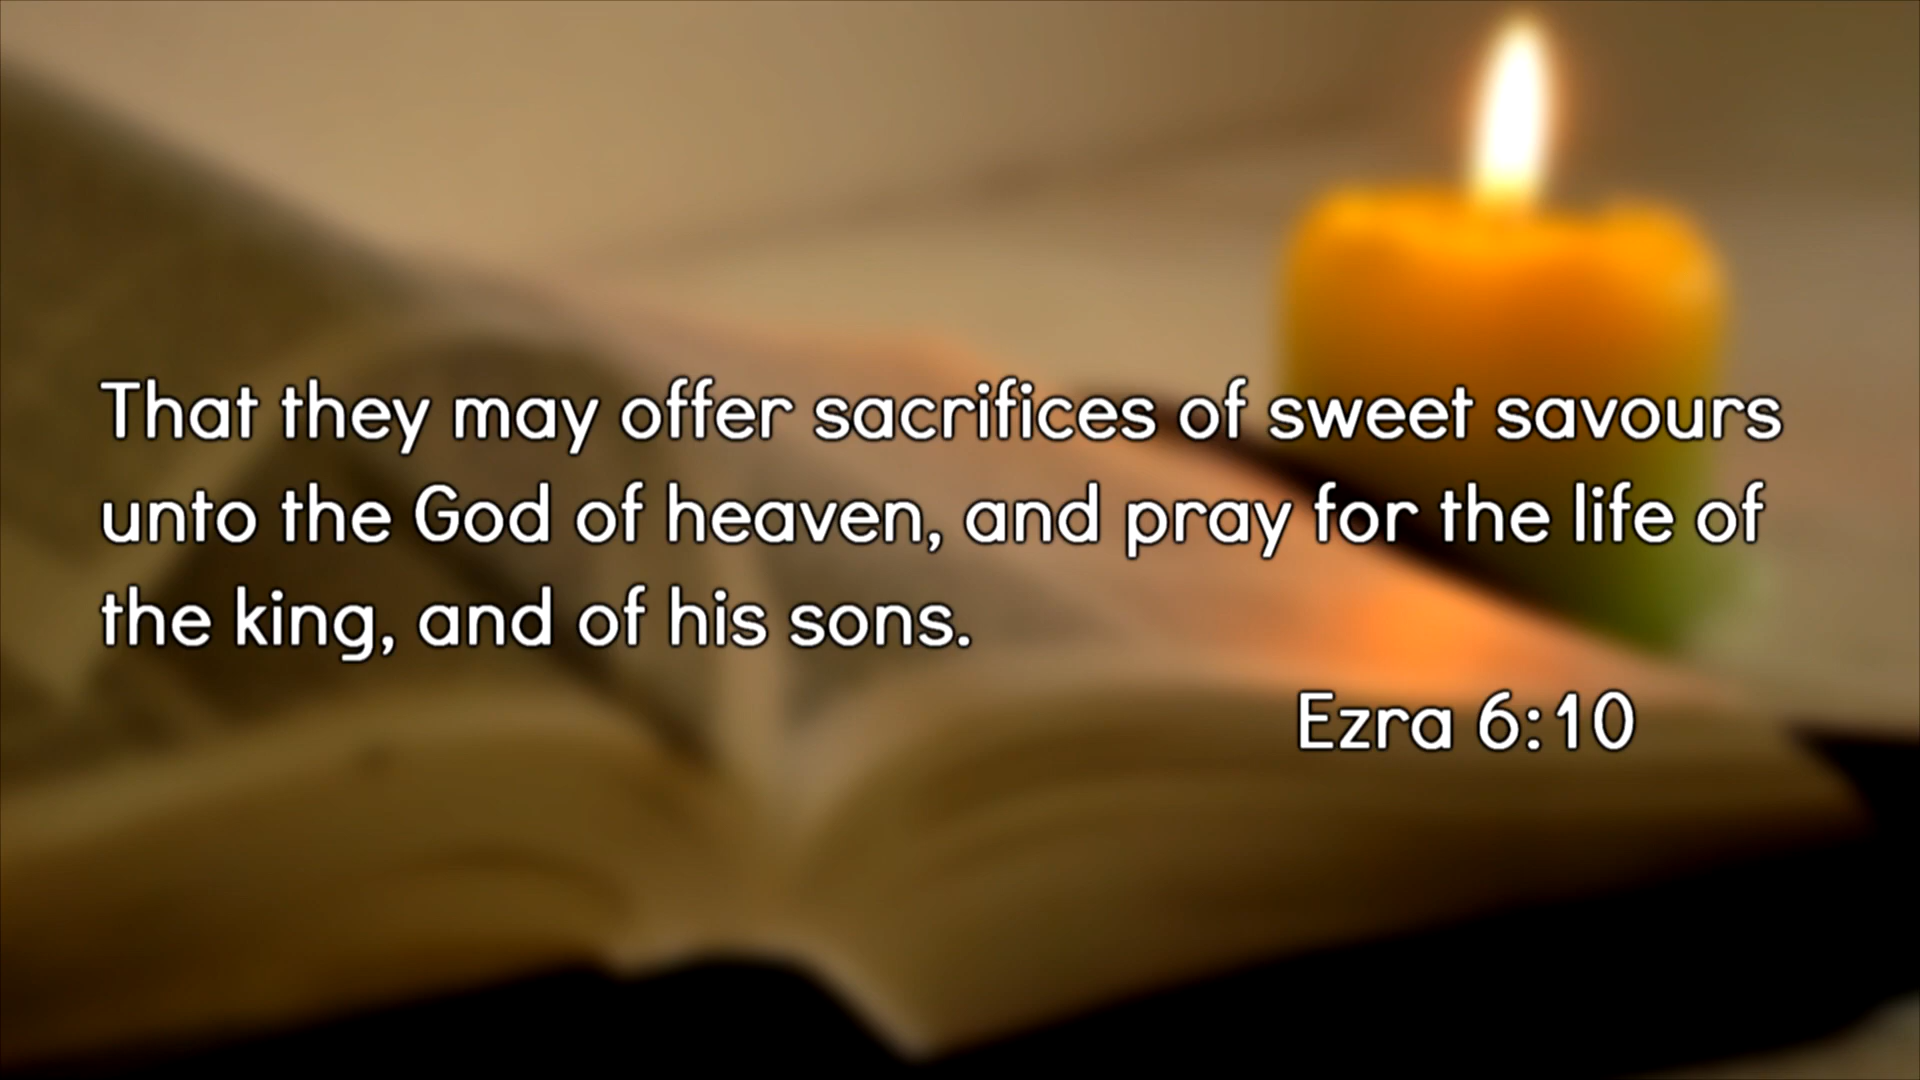 That they may offer sacrifices of sweet savours
unto the God of heaven, and pray for the life of
the king, and of his sons.
Ezra 6:10